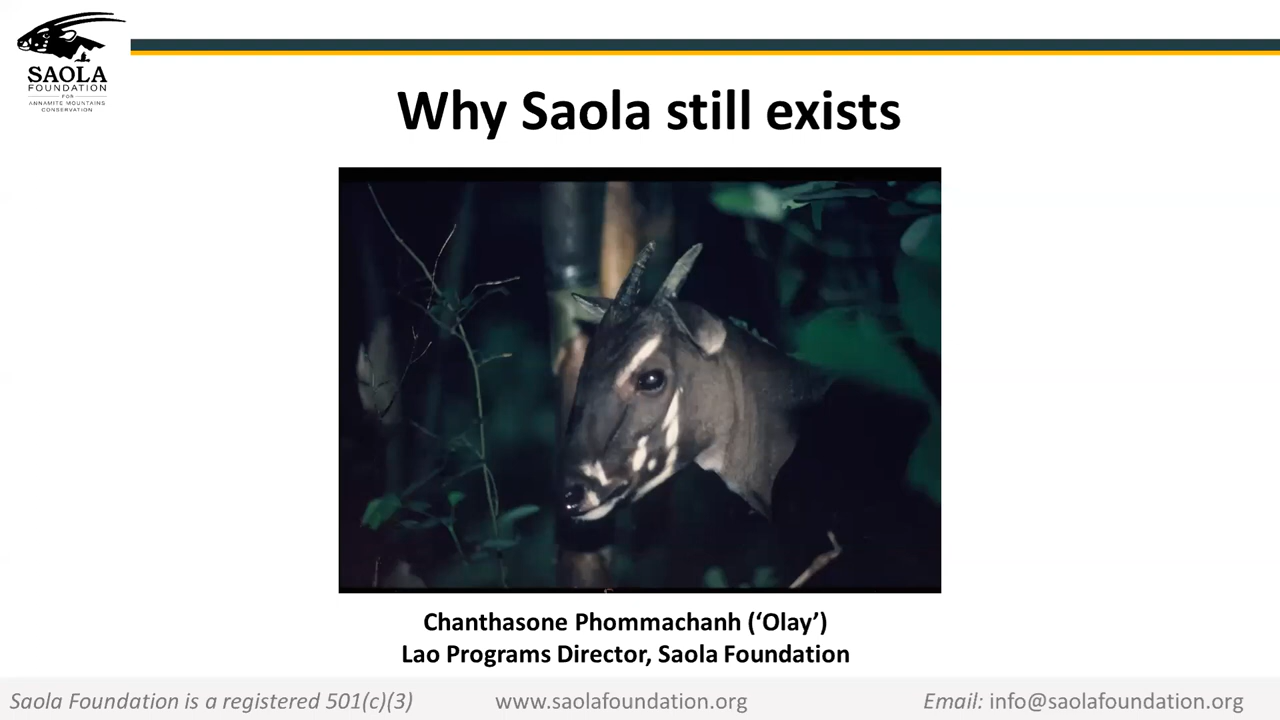 SAOLA
FOUNDATION
FOR
ANNAMITE MOUNTAINS
CONSERVATION
Why Saola still exists
Chanthasone Phommachanh (‘Olay’)
Lao Programs Director, Saola Foundation
Saola Foundation is a registered 501(c)(3) www.saolafoundation.org Email: info@saolafoundation.org